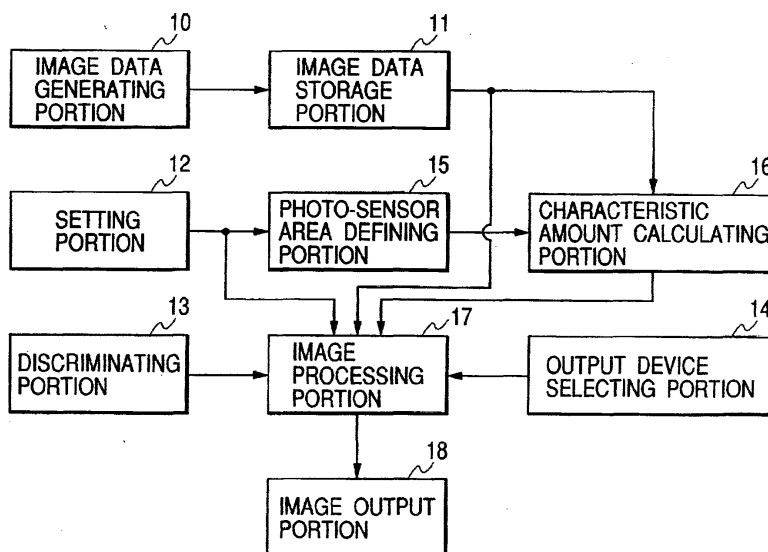 10
IMAGE DATA
GENERATING
PORTION
11
IMAGE DATA
STORAGE
PORTION
12
SETTING
PORTION
15
PHOTO-SENSOR
AREA DEFINING
PORTION
16
CHARACTERISTIC
AMOUNT CALCULATING
PORTION
13
DISCRIMINATING
PORTION
17
IMAGE
PROCESSING
PORTION
14
OUTPUT DEVICE
SELECTING PORTION
18
IMAGE OUTPUT
PORTION